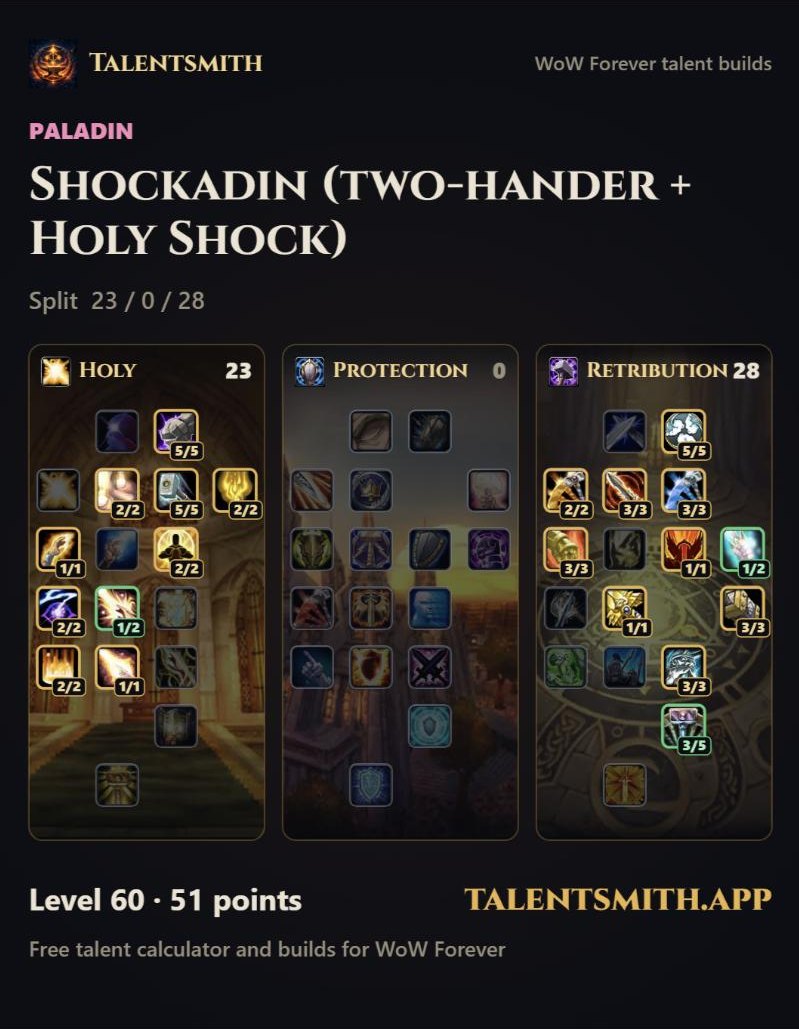 TALENTSMITH
WoW Forever talent builds
PALADIN
SHOCKADIN (TWO-HANDER +
HOLY SHOCK)
Split 23 / 0 / 28
HOLY 23
PROTECTION 0
RETRIBUTION 28
5/5
5/5
2/2
5/5
2/2
2/2
3/3
3/3
1/1
2/2
3/3
1/1
1/2
2/2
1/2
1/1
3/3
2/2
1/1
3/3
3/5
Level 60 · 51 points
TALENTSMITH.APP
Free talent calculator and builds for WoW Forever